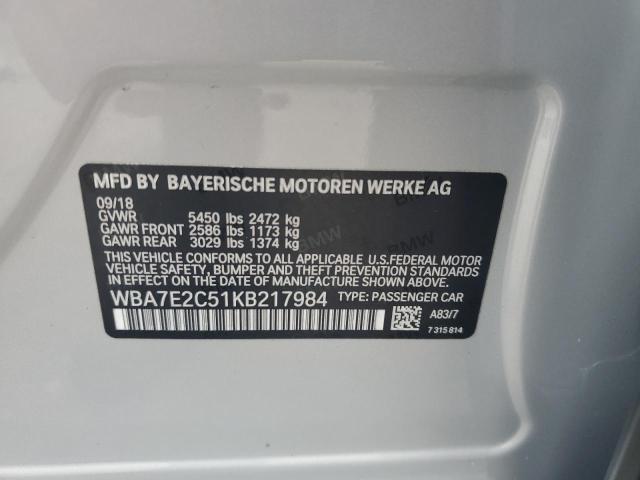 MFD BY BAYERISCHE MOTOREN WERKE AG
09/18
GVWR 5450 lbs 2472 kg
GAWR FRONT 2586 lbs 1173 kg
GAWR REAR 3029 lbs 1374 kg
THIS VEHICLE CONFORMS TO ALL APPLICABLE U.S.FEDERAL MOTOR
VEHICLE SAFETY, BUMPER AND THEFT PREVENTION STANDARDS
IN EFFECT ON THE DATE OF MANUFACTURE SHOWN ABOVE.
WBA7E2C51KB217984 TYPE: PASSENGER CAR
A83/7
7 315 814